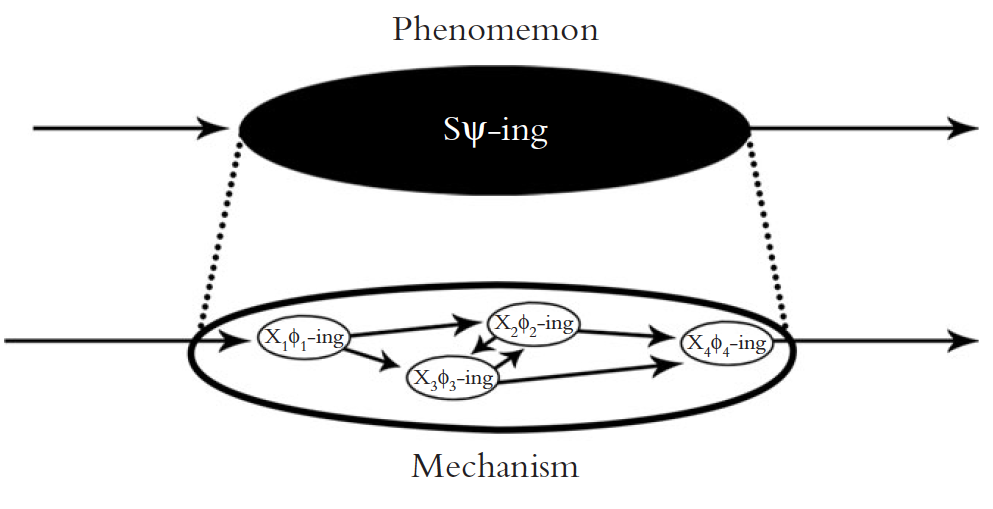 Phenomemon
Sψ-ing
X₁ϕ₁-ing
X₂ϕ₂-ing
X₃ϕ₃-ing
X₄ϕ₄-ing
Mechanism